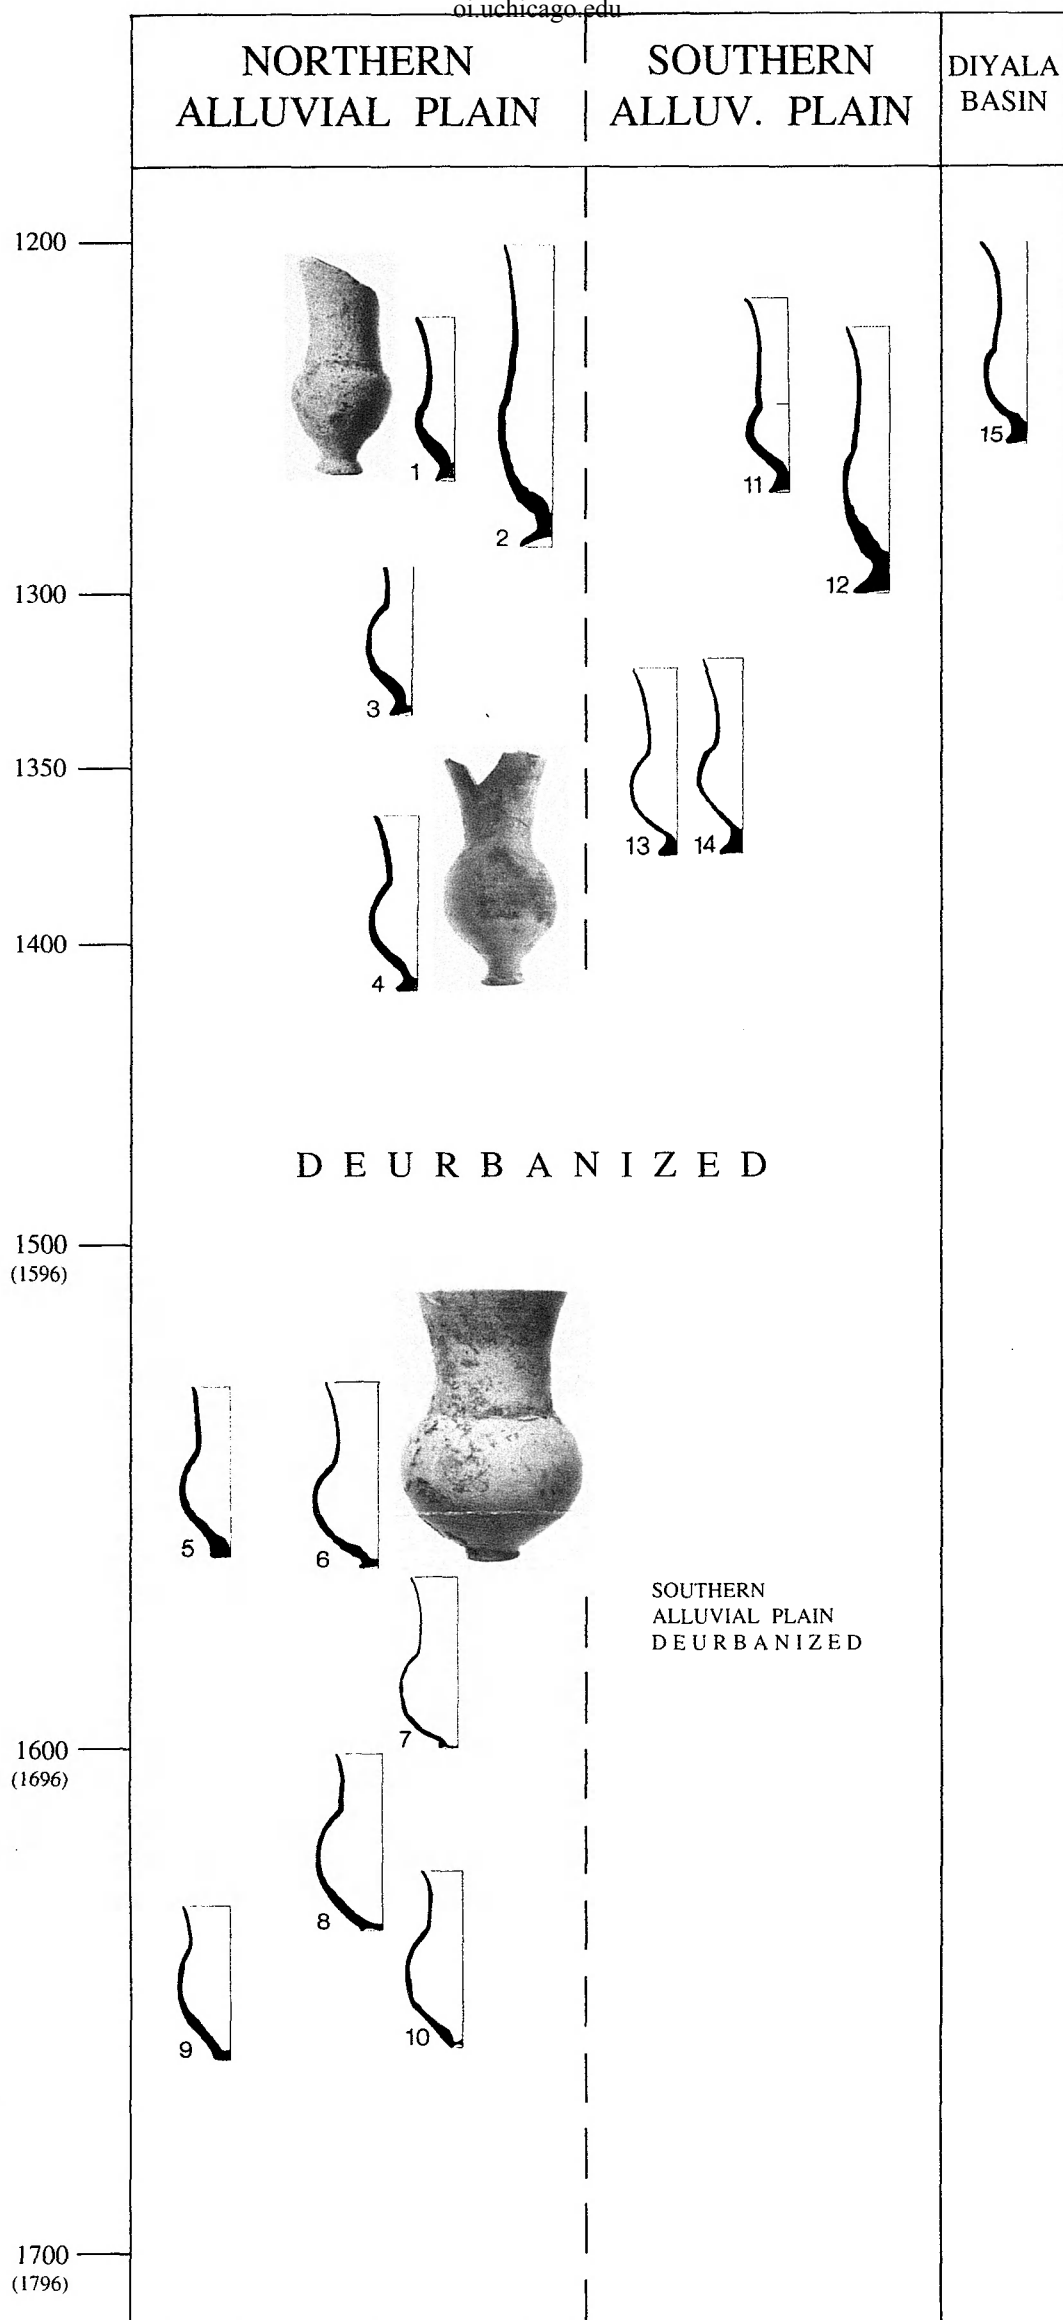 oi.uchicago.edu
NORTHERN
ALLUVIAL PLAIN
SOUTHERN
ALLUV. PLAIN
DIYALA
BASIN
1200
1
2
11
12
15
1300
3
13
14
1350
4
1400
DEURBANIZED
1500
(1596)
5
6
SOUTHERN
ALLUVIAL PLAIN
DEURBANIZED
7
1600
(1696)
8
9
10
1700
(1796)